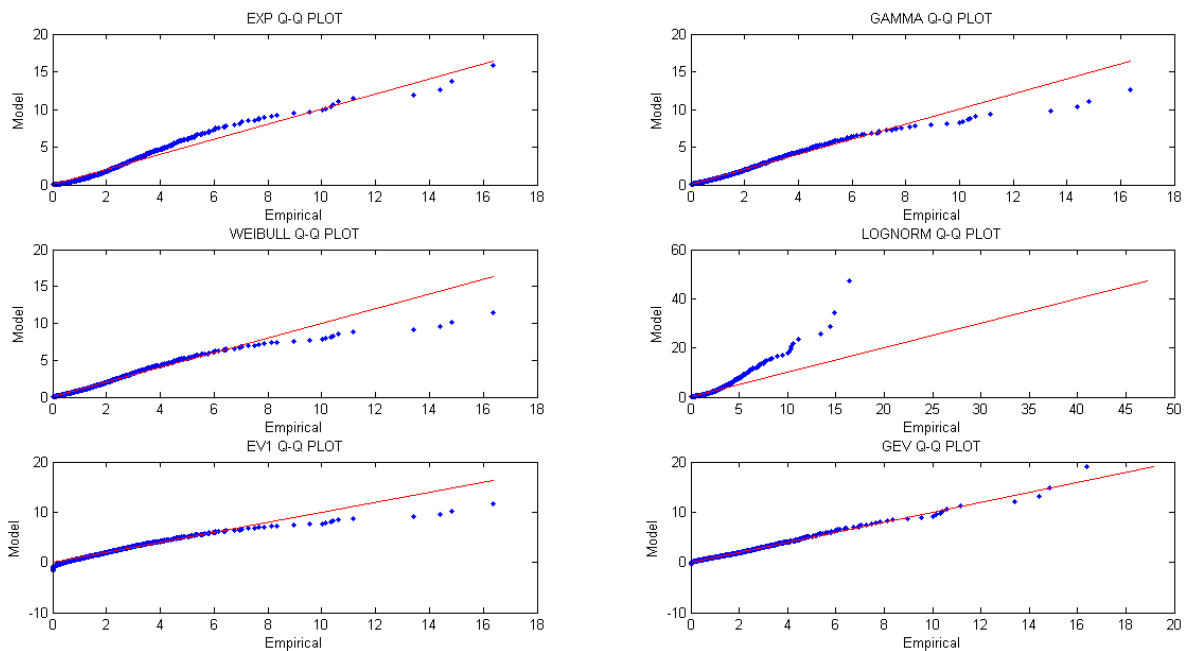 EXP Q-Q PLOT
20
15
10
5
0
Model
0 2 4 6 8 10 12 14 16 18
Empirical
GAMMA Q-Q PLOT
20
15
10
5
0
Model
0 2 4 6 8 10 12 14 16 18
Empirical
WEIBULL Q-Q PLOT
20
15
10
5
0
Model
0 2 4 6 8 10 12 14 16 18
Empirical
LOGNORM Q-Q PLOT
60
40
20
0
Model
0 5 10 15 20 25 30 35 40 45 50
Empirical
EV1 Q-Q PLOT
20
10
0
-10
Model
0 2 4 6 8 10 12 14 16 18
Empirical
GEV Q-Q PLOT
20
10
0
-10
Model
0 2 4 6 8 10 12 14 16 18 20
Empirical